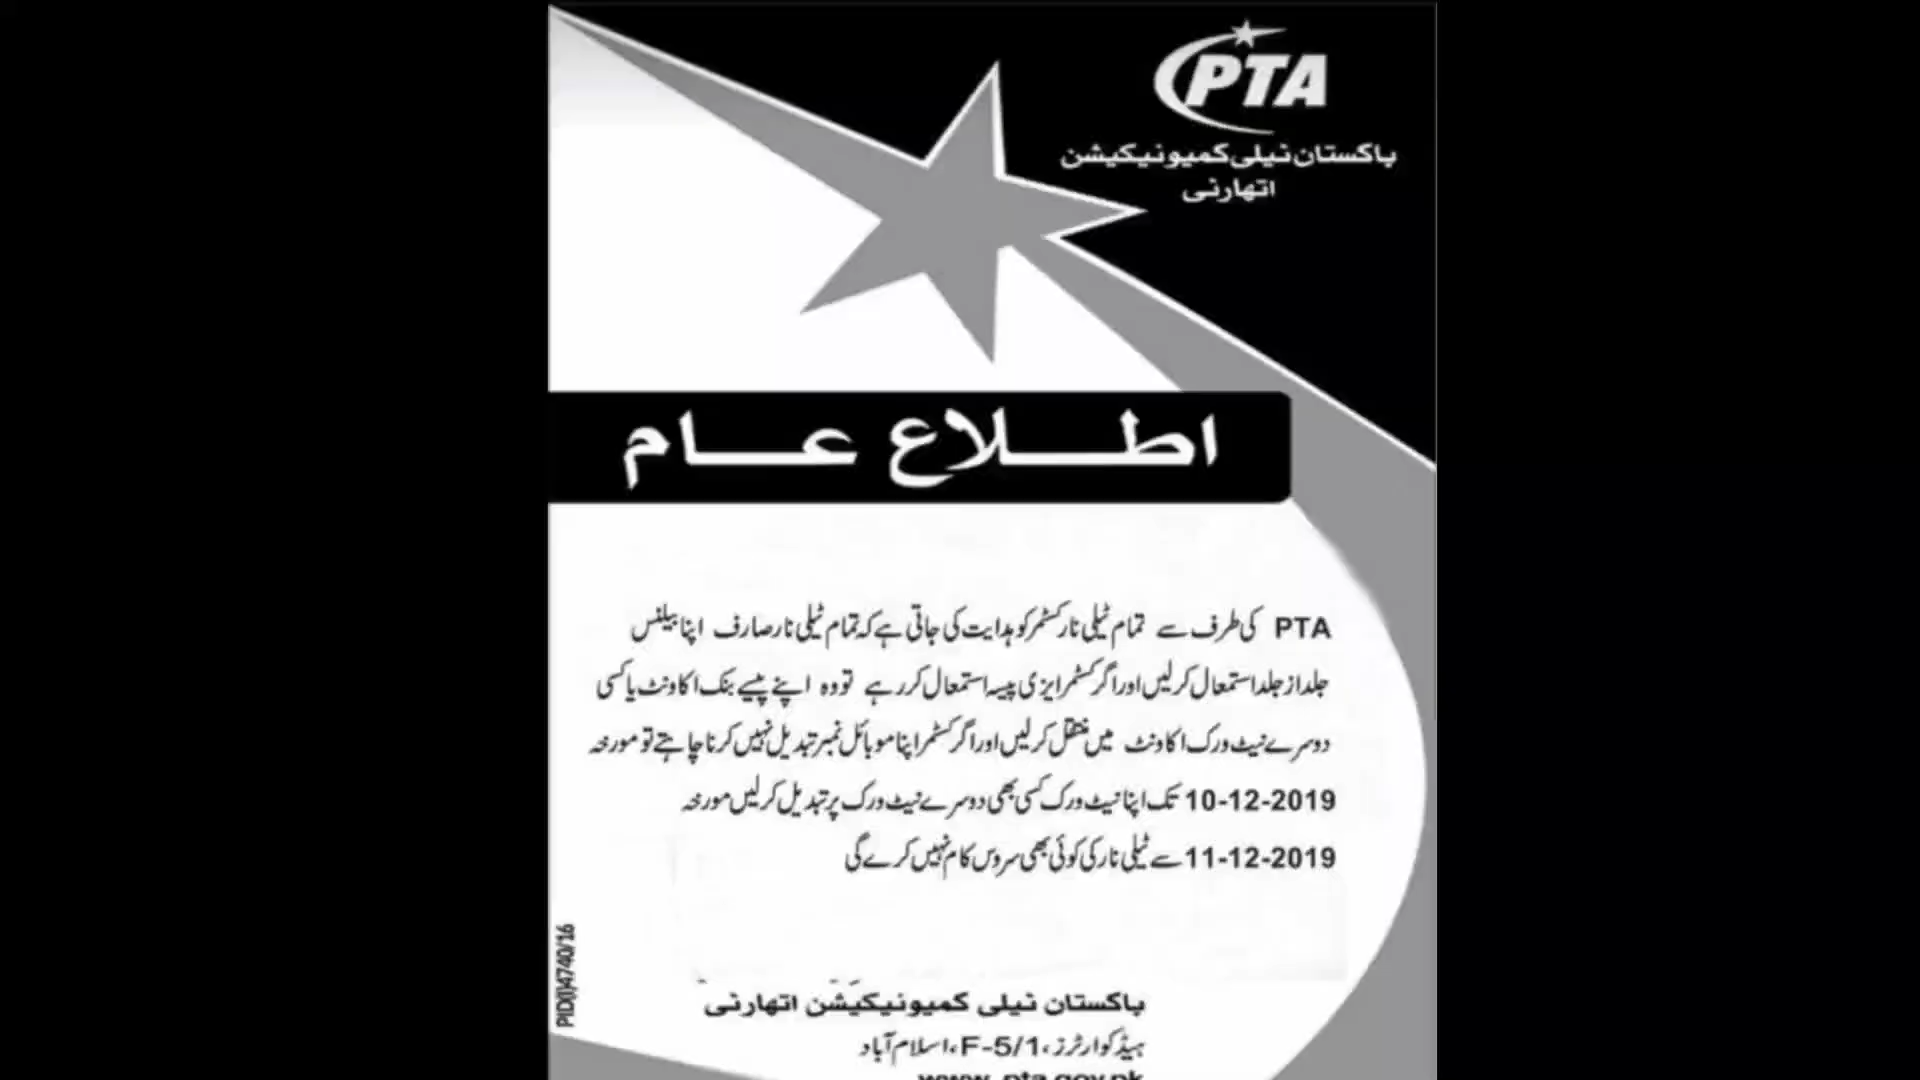 PTA
پاکستان ٹیلی کمیونیکیشن
اتھارٹی
اطلاع عام
PTA کی طرف سے تمام ٹیلی نار کسٹمر کو ہدایت کی جاتی ہے کہ تمام ٹیلی نار صارف اپنا بیلنس
جلد از جلد استعمال کر لیں اور اگر کسٹمر ایزی پیسہ استعمال کر رہے تو وہ اپنے پیسے بنک اکاونٹ یا کسی
دوسرے نیٹ ورک اکاونٹ میں منتقل کر لیں اور اگر کسٹمر اپنا موبائل نمبر تبدیل نہیں کرنا چاہتے تو مورخہ
10-12-2019 تک اپنا نیٹ ورک کسی بھی دوسرے نیٹ ورک پر تبدیل کر لیں مورخہ
11-12-2019 سے ٹیلی نار کی کوئی بھی سروس کام نہیں کرے گی
PID(I)4740/16
پاکستان ٹیلی کمیونیکیشن اتھارٹی
ہیڈ کوارٹرز، F-5/1، اسلام آباد
www. pta.gov.pk